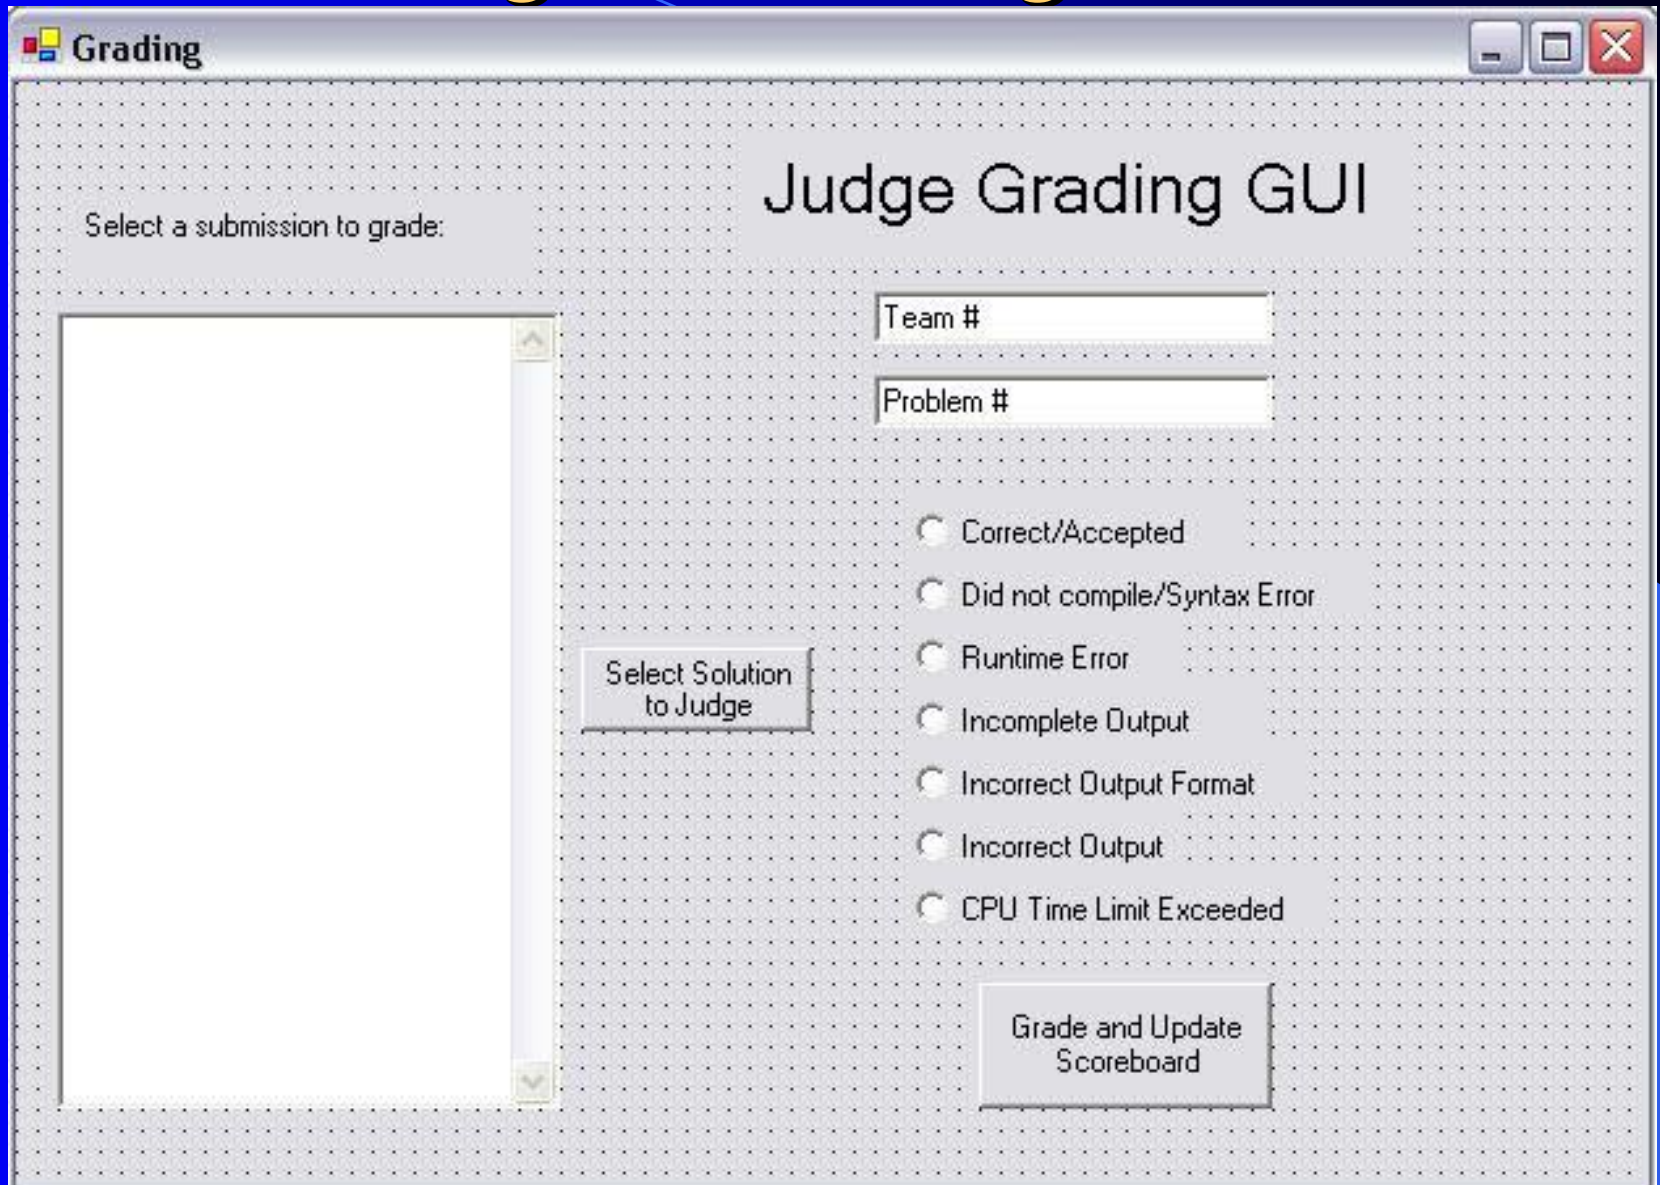 Grading
Judge Grading GUI
Select a submission to grade:
Team #
Problem #
Correct/Accepted
Did not compile/Syntax Error
Runtime Error
Select Solution
to Judge
Incomplete Output
Incorrect Output Format
Incorrect Output
CPU Time Limit Exceeded
Grade and Update
Scoreboard